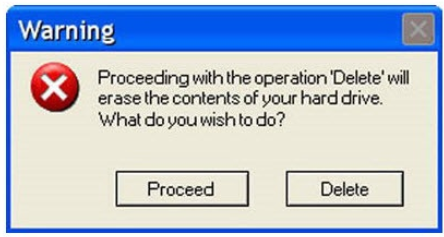 Warning
Proceeding with the operation 'Delete' will
erase the contents of your hard drive.
What do you wish to do?
Proceed Delete